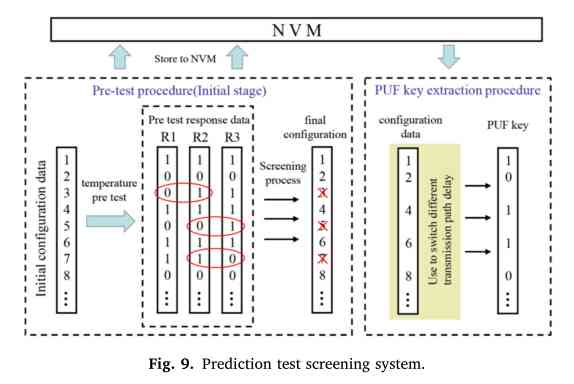 NVM
Store to NVM
Pre-test procedure(Initial stage)
PUF key extraction procedure
Initial configuration data
1
2
3
4
5
6
7
8
⋮
temperature
pre test
Pre test response data
R1 R2 R3
1 1 1
0 0 0
0 1 1
1 1 1
0 0 1
1 1 1
1 1 0
0 0 0
⋮ ⋮ ⋮
Screening
process
final
configuration
1
2
3
4
5
6
7
8
⋮
configuration
data
1
2
4
6
8
⋮
Use to switch different
transmission path delay
PUF key
1
0
1
1
0
⋮
Fig. 9. Prediction test screening system.